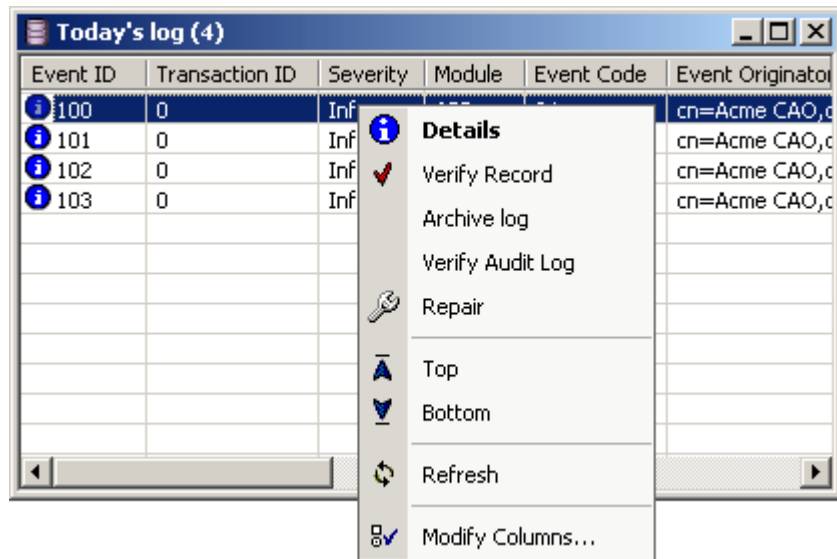 Today's log (4)
Event ID Transaction ID Severity Module Event Code Event Originator
100 0 Inf cn=Acme CAO,c
101 0 Inf cn=Acme CAO,c
102 0 Inf cn=Acme CAO,c
103 0 Inf cn=Acme CAO,c
Details
Verify Record
Archive log
Verify Audit Log
Repair
Top
Bottom
Refresh
Modify Columns...